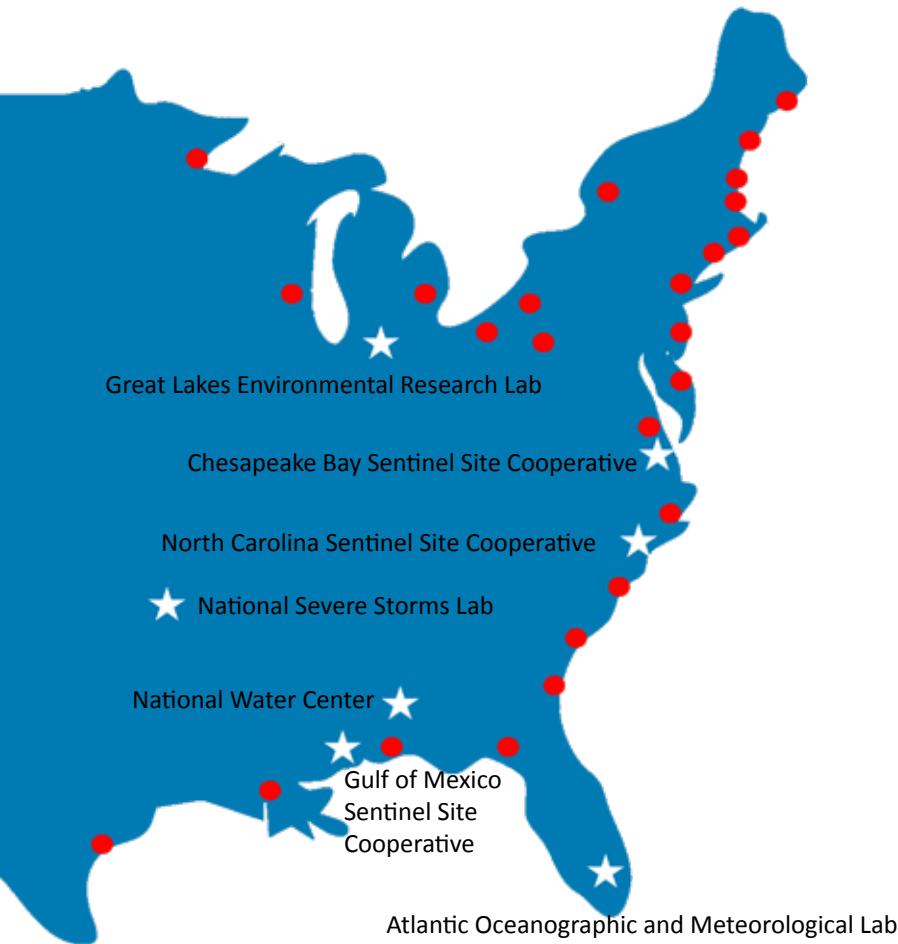 Great Lakes Environmental Research Lab
Chesapeake Bay Sentinel Site Cooperative
North Carolina Sentinel Site Cooperative
National Severe Storms Lab
National Water Center
Gulf of Mexico
Sentinel Site
Cooperative
Atlantic Oceanographic and Meteorological Lab